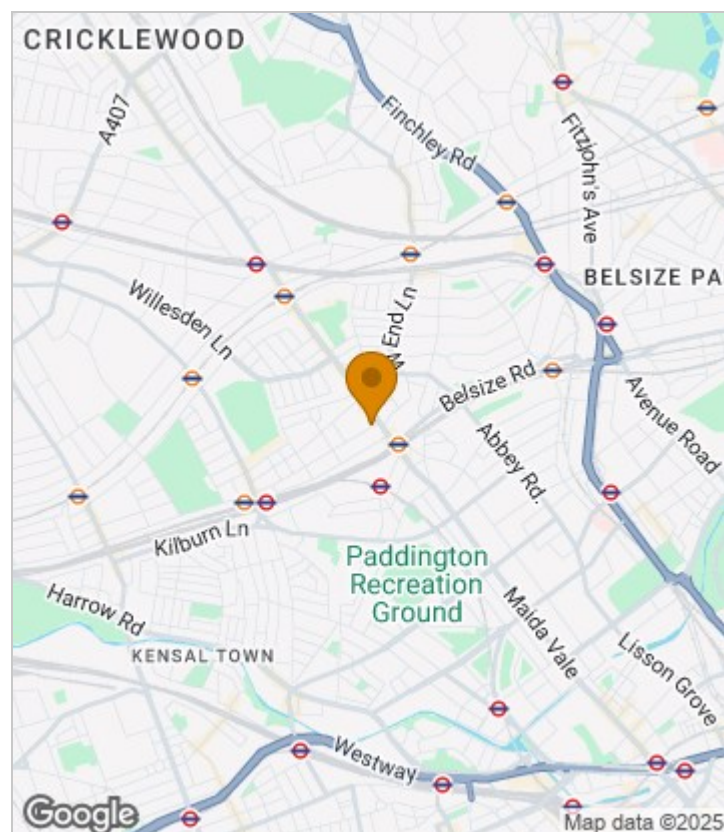 CRICKLEWOOD
A407
Finchley Rd
Fitzjohn's Ave
BELSIZE PA
Willesden Ln
End Ln
W
Belsize Rd
Avenue Road
Abbey Rd.
Kilburn Ln
Paddington
Recreation
Ground
Harrow Rd
Maida Vale
KENSAL TOWN
Lisson Grove
Westway
Google
Map data ©2025